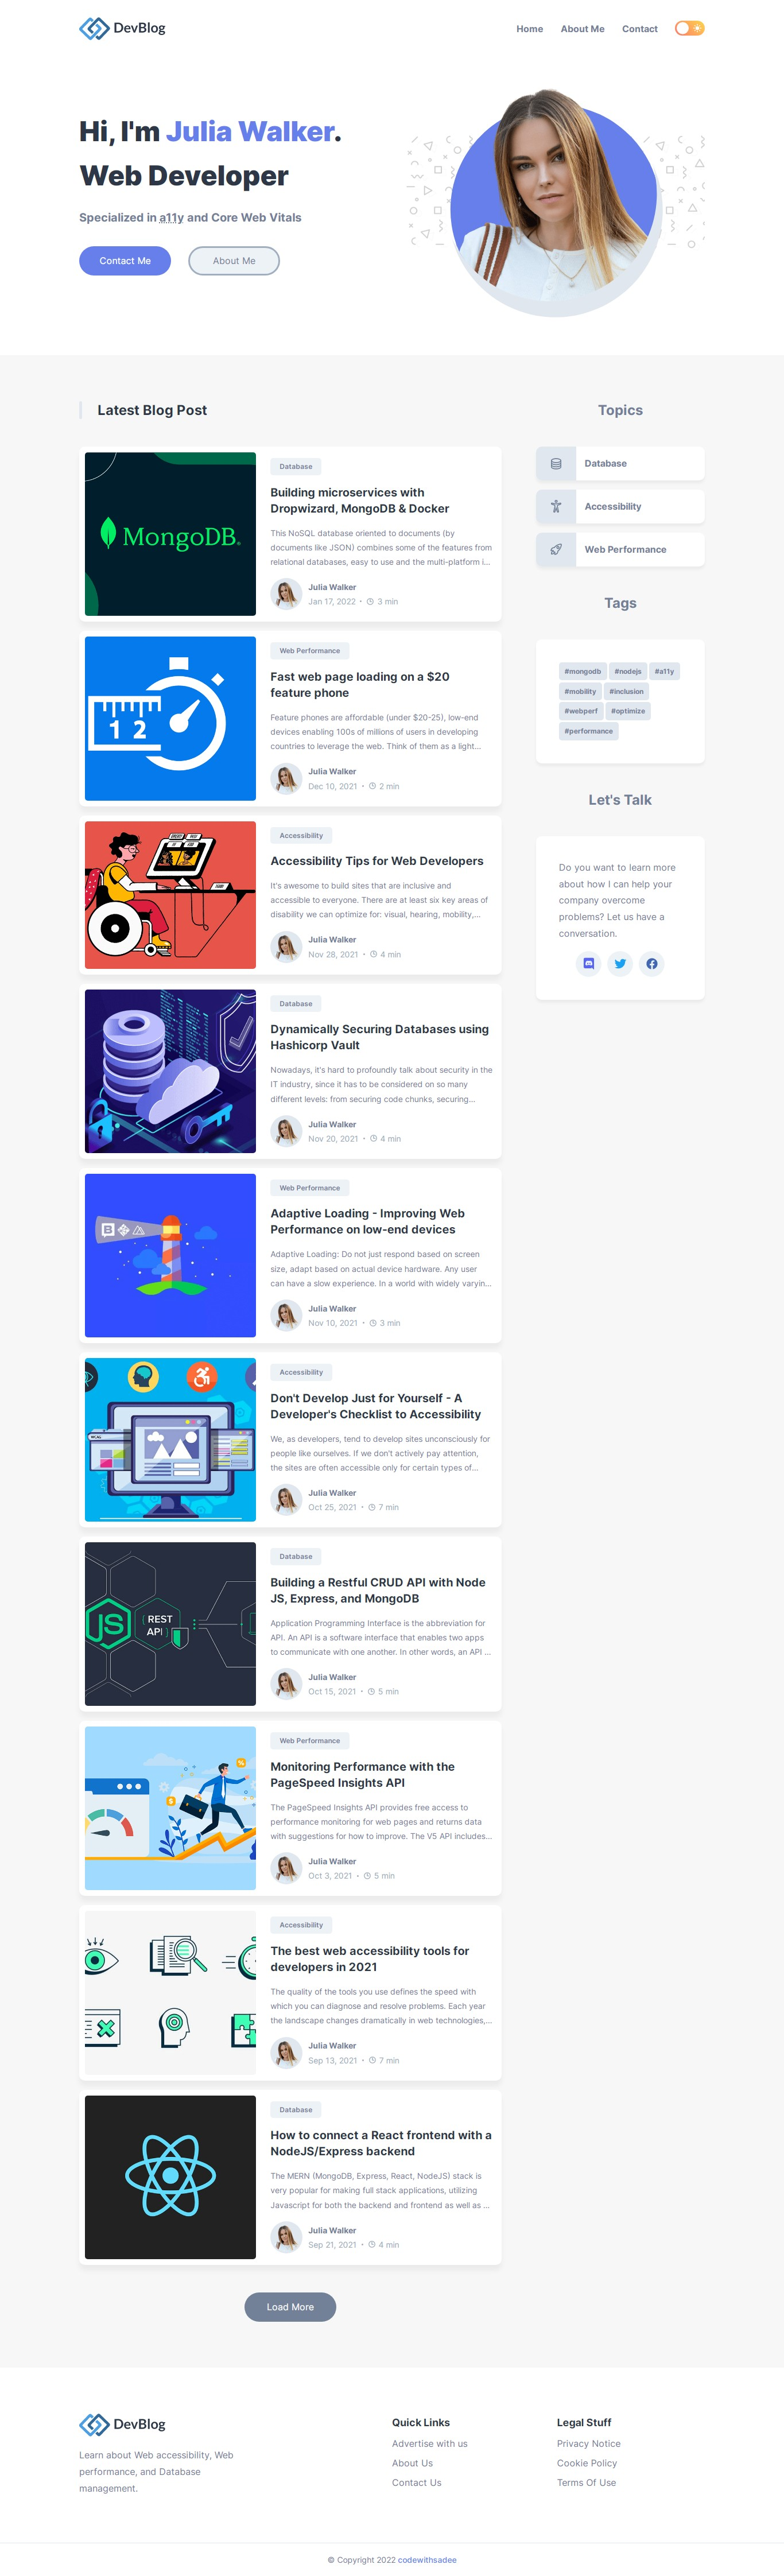 DevBlog
Home About Me Contact
Hi, I'm Julia Walker.
Web Developer
Specialized in a11y and Core Web Vitals
Contact Me About Me
Latest Blog Post
MongoDB
Database
Building microservices with
Dropwizard, MongoDB & Docker
This NoSQL database oriented to documents (by
documents like JSON) combines some of the features from
relational databases, easy to use and the multi-platform i...
Julia Walker
Jan 17, 2022 • 3 min
1 2
Web Performance
Fast web page loading on a $20
feature phone
Feature phones are affordable (under $20-25), low-end
devices enabling 100s of millions of users in developing
countries to leverage the web. Think of them as a light...
Julia Walker
Dec 10, 2021 • 2 min
Accessibility
Accessibility Tips for Web Developers
It's awesome to build sites that are inclusive and
accessible to everyone. There are at least six key areas of
disability we can optimize for: visual, hearing, mobility,...
Julia Walker
Nov 28, 2021 • 4 min
Database
Dynamically Securing Databases using
Hashicorp Vault
Nowadays, it's hard to profoundly talk about security in the
IT industry, since it has to be considered on so many
different levels: from securing code chunks, securing...
Julia Walker
Nov 20, 2021 • 4 min
Web Performance
Adaptive Loading - Improving Web
Performance on low-end devices
Adaptive Loading: Do not just respond based on screen
size, adapt based on actual device hardware. Any user
can have a slow experience. In a world with widely varyin...
Julia Walker
Nov 10, 2021 • 3 min
Accessibility
Don't Develop Just for Yourself - A
Developer's Checklist to Accessibility
We, as developers, tend to develop sites unconsciously for
people like ourselves. If we don't actively pay attention,
the sites are often accessible only for certain types of...
Julia Walker
Oct 25, 2021 • 7 min
JS
REST
API
Database
Building a Restful CRUD API with Node
JS, Express, and MongoDB
Application Programming Interface is the abbreviation for
API. An API is a software interface that enables two apps
to communicate with one another. In other words, an API ...
Julia Walker
Oct 15, 2021 • 5 min
Web Performance
Monitoring Performance with the
PageSpeed Insights API
The PageSpeed Insights API provides free access to
performance monitoring for web pages and returns data
with suggestions for how to improve. The V5 API includes...
Julia Walker
Oct 3, 2021 • 5 min
Accessibility
The best web accessibility tools for
developers in 2021
The quality of the tools you use defines the speed with
which you can diagnose and resolve problems. Each year
the landscape changes dramatically in web technologies,...
Julia Walker
Sep 13, 2021 • 7 min
Database
How to connect a React frontend with a
NodeJS/Express backend
The MERN (MongoDB, Express, React, NodeJS) stack is
very popular for making full stack applications, utilizing
Javascript for both the backend and frontend as well as ...
Julia Walker
Sep 21, 2021 • 4 min
Load More
Topics
Database
Accessibility
Web Performance
Tags
#mongodb #nodejs #a11y
#mobility #inclusion
#webperf #optimize
#performance
Let's Talk
Do you want to learn more
about how I can help your
company overcome
problems? Let us have a
conversation.
DevBlog
Learn about Web accessibility, Web
performance, and Database
management.
Quick Links
Advertise with us
About Us
Contact Us
Legal Stuff
Privacy Notice
Cookie Policy
Terms Of Use
© Copyright 2022 codewithsadee